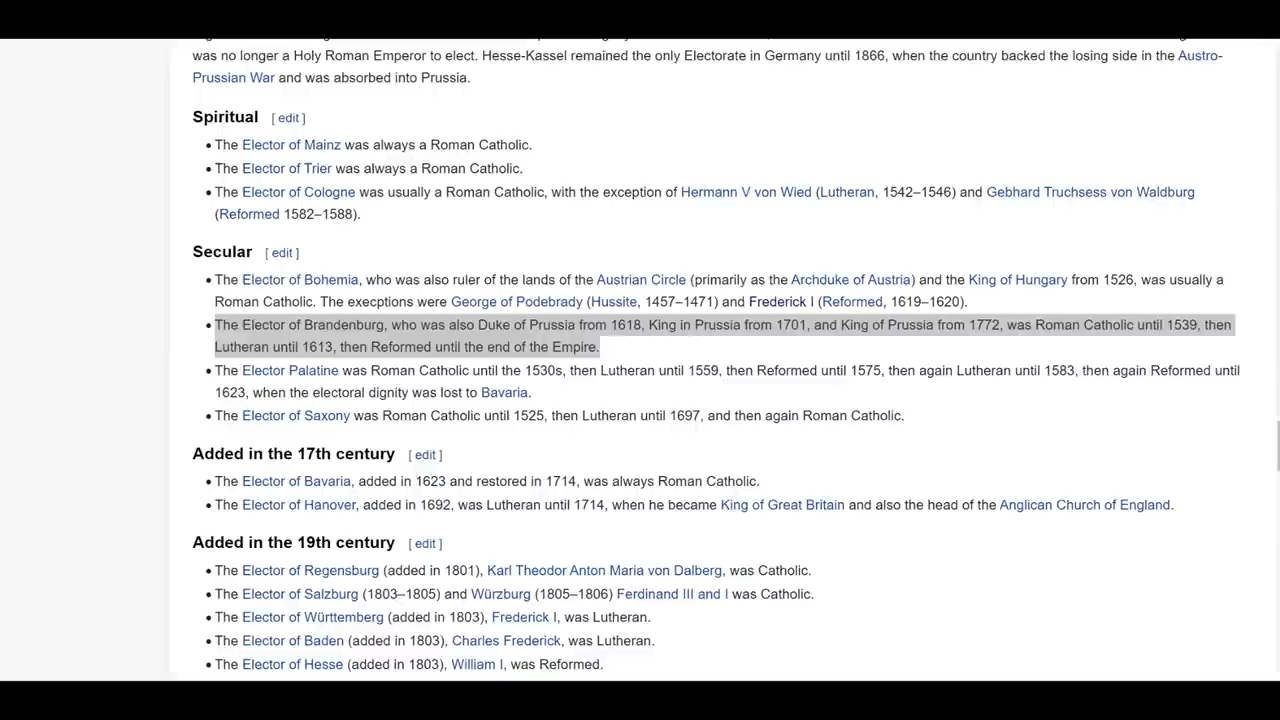 was no longer a Holy Roman Emperor to elect. Hesse-Kassel remained the only Electorate in Germany until 1866, when the country backed the losing side in the Austro-
Prussian War and was absorbed into Prussia.
Spiritual [ edit ]
• The Elector of Mainz was always a Roman Catholic.
• The Elector of Trier was always a Roman Catholic.
• The Elector of Cologne was usually a Roman Catholic, with the exception of Hermann V von Wied (Lutheran, 1542–1546) and Gebhard Truchsess von Waldburg
(Reformed 1582–1588).
Secular [ edit ]
• The Elector of Bohemia, who was also ruler of the lands of the Austrian Circle (primarily as the Archduke of Austria) and the King of Hungary from 1526, was usually a
Roman Catholic. The exceptions were George of Podebrady (Hussite, 1457–1471) and Frederick I (Reformed, 1619–1620).
• The Elector of Brandenburg, who was also Duke of Prussia from 1618, King in Prussia from 1701, and King of Prussia from 1772, was Roman Catholic until 1539, then
Lutheran until 1613, then Reformed until the end of the Empire.
• The Elector Palatine was Roman Catholic until the 1530s, then Lutheran until 1559, then Reformed until 1575, then again Lutheran until 1583, then again Reformed until
1623, when the electoral dignity was lost to Bavaria.
• The Elector of Saxony was Roman Catholic until 1525, then Lutheran until 1697, and then again Roman Catholic.
Added in the 17th century [ edit ]
• The Elector of Bavaria, added in 1623 and restored in 1714, was always Roman Catholic.
• The Elector of Hanover, added in 1692, was Lutheran until 1714, when he became King of Great Britain and also the head of the Anglican Church of England.
Added in the 19th century [ edit ]
• The Elector of Regensburg (added in 1801), Karl Theodor Anton Maria von Dalberg, was Catholic.
• The Elector of Salzburg (1803–1805) and Würzburg (1805–1806) Ferdinand III and I was Catholic.
• The Elector of Württemberg (added in 1803), Frederick I, was Lutheran.
• The Elector of Baden (added in 1803), Charles Frederick, was Lutheran.
• The Elector of Hesse (added in 1803), William I, was Reformed.